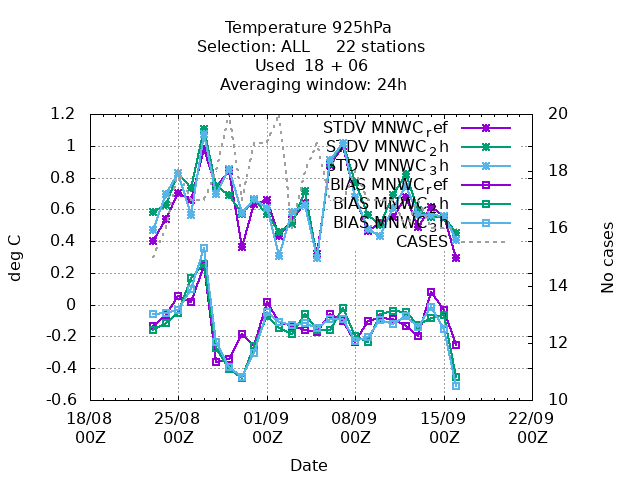 Temperature 925hPa
Selection: ALL 22 stations
Used 18 + 06
Averaging window: 24h
1.2
1
0.8
0.6
0.4
0.2
0
-0.2
-0.4
-0.6
20
18
16
14
12
10
deg C
No cases
STDV MNWC_ref
STDV MNWC_2h
STDV MNWC_3h
BIAS MNWC_ref
BIAS MNWC_2h
BIAS MNWC_3h
CASES
18/08 25/08 01/09 08/09 15/09 22/09
00Z 00Z 00Z 00Z 00Z 00Z
Date